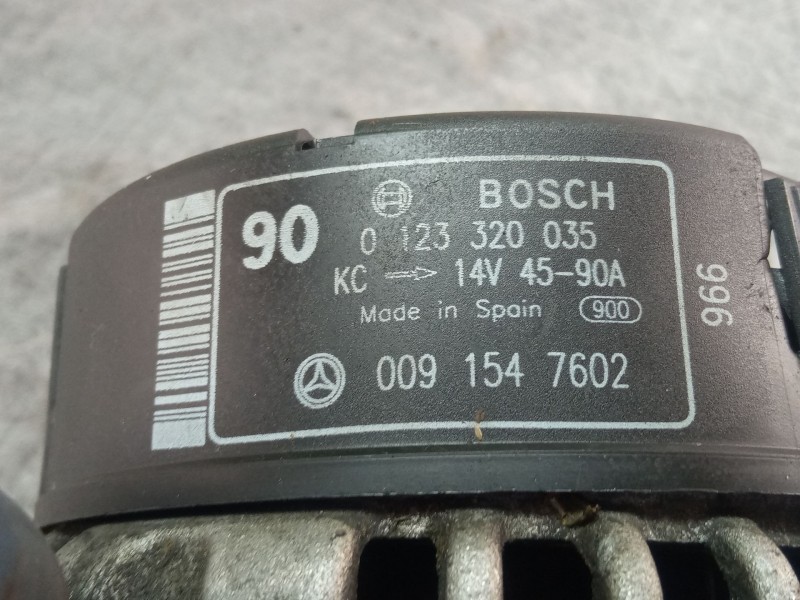 90 BOSCH
0 123 320 035
KC → 14V 45-90A
Made in Spain 900
009 154 7602
966